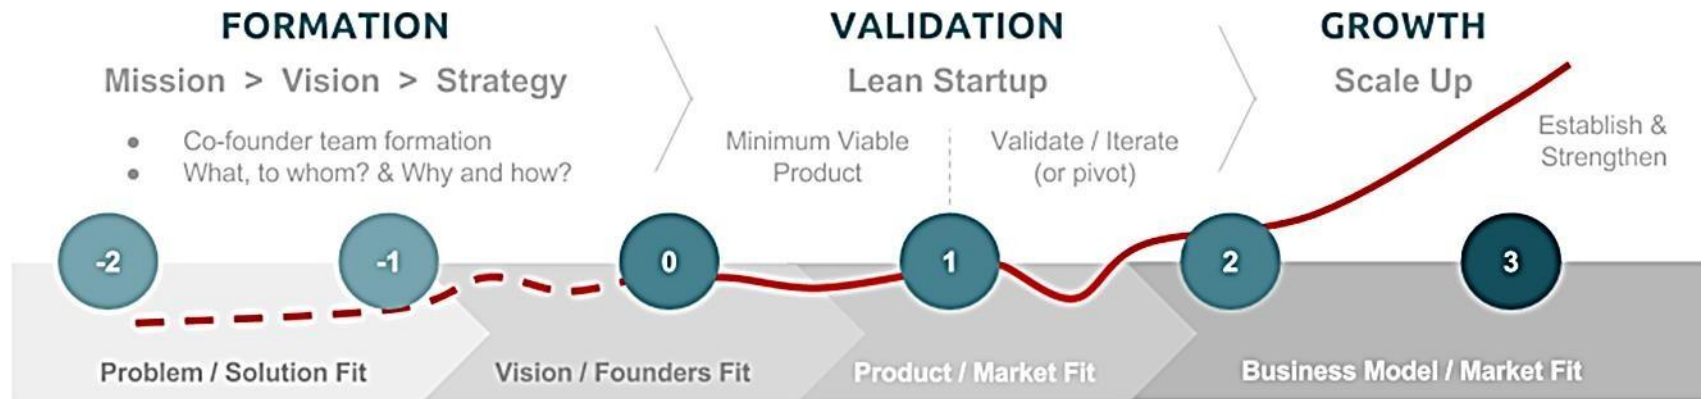 FORMATION
Mission > Vision > Strategy
• Co-founder team formation
• What, to whom? & Why and how?
VALIDATION
Lean Startup
Minimum Viable
Product
Validate / Iterate
(or pivot)
GROWTH
Scale Up
Establish &
Strengthen
-2
-1
0
1
2
3
Problem / Solution Fit
Vision / Founders Fit
Product / Market Fit
Business Model / Market Fit